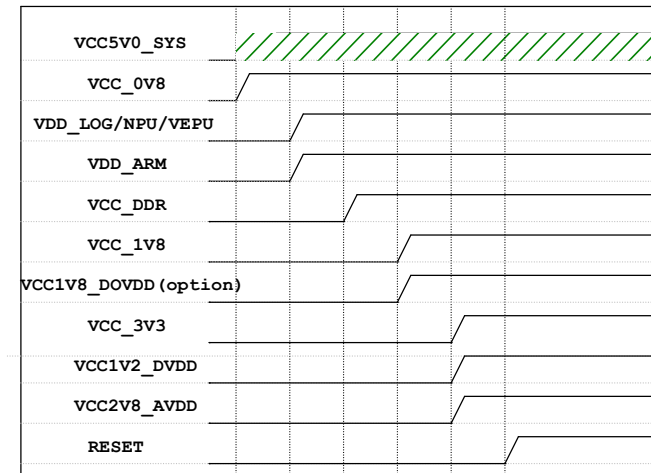 VCC5V0_SYS
VCC_0V8
VDD_LOG/NPU/VEPU
VDD_ARM
VCC_DDR
VCC_1V8
VCC1V8_DOVDD(option)
VCC_3V3
VCC1V2_DVDD
VCC2V8_AVDD
RESET